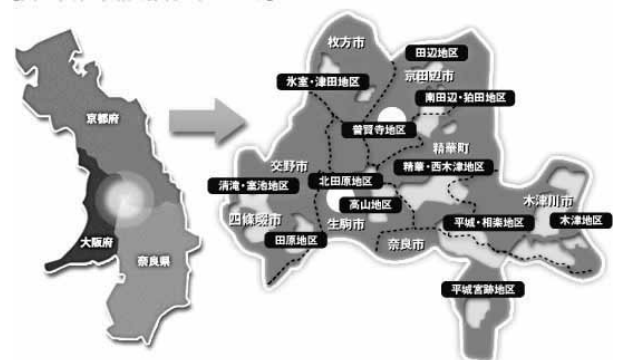 京都府
大阪府
奈良県
枚方市
田辺地区
京田辺市
氷室・津田地区
南田辺・狛田地区
普賢寺地区
精華町
交野市
精華・西木津地区
清滝・室池地区
北田原地区
木津川市
高山地区
四條畷市
生駒市
平城・相楽地区
木津地区
田原地区
奈良市
平城宮跡地区